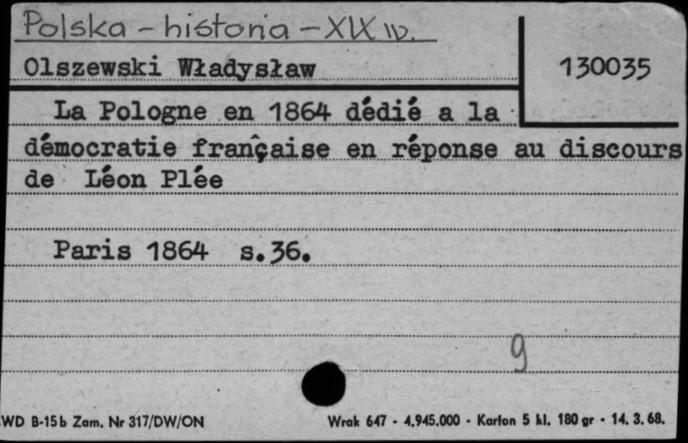 Polska - historia - XIX w.
Olszewski Władysław
130035
La Pologne en 1864 dédié a la
démocratie française en réponse au discours
de Léon Plée
Paris 1864 s.36.
9
WD B-15b Zam. Nr 317/DW/ON
Wrak 647 - 4.945.000 - Karton 5 kl. 180 gr - 14. 3. 68.